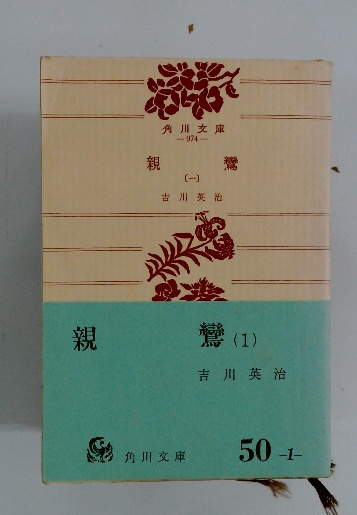 角川文庫
—974—
親鸞
〔一〕
吉川英治
親鸞(1)
吉川英治
角川文庫 50 -1-